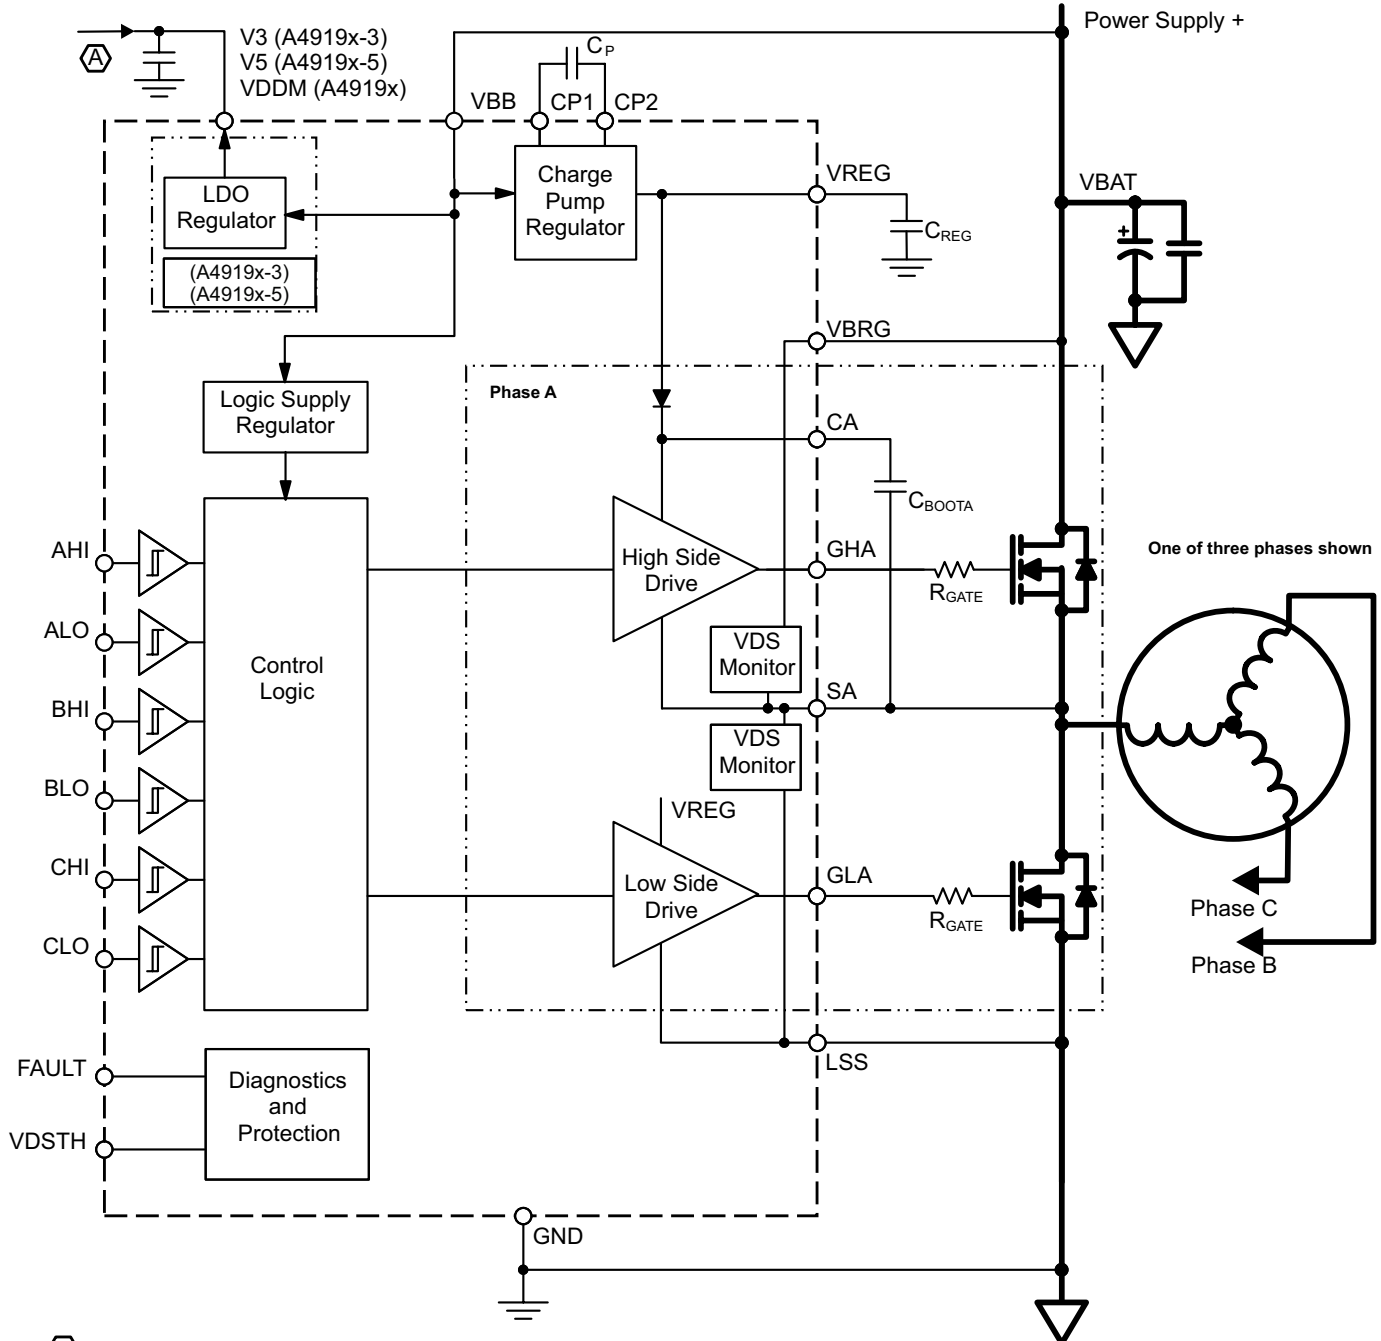 Power Supply +
A
V3 (A4919x-3)
V5 (A4919x-5)
VDDM (A4919x)
CP
VBB
CP1
CP2
LDO
Regulator
(A4919x-3)
(A4919x-5)
Charge
Pump
Regulator
VREG
CREG
VBAT
+
VBRG
Logic Supply
Regulator
Phase A
CA
CBOOTA
AHI
ALO
BHI
BLO
CHI
CLO
Control
Logic
High Side
Drive
GHA
RGATE
One of three phases shown
VDS
Monitor
SA
VDS
Monitor
VREG
Low Side
Drive
GLA
RGATE
Phase C
Phase B
LSS
FAULT
VDSTH
Diagnostics
and
Protection
GND